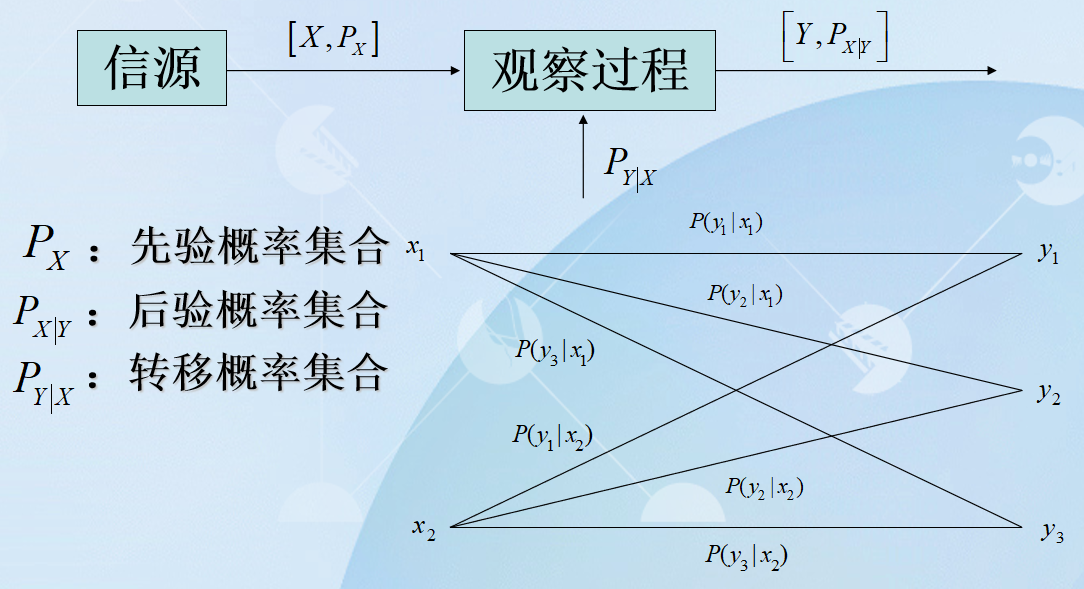 信源
[X, P_X]
观察过程
[Y, P_{X|Y}]
P_{Y|X}
P_X：先验概率集合
P_{X|Y}：后验概率集合
P_{Y|X}：转移概率集合
x_1
P(y_1|x_1)
y_1
P(y_2|x_1)
P(y_3|x_1)
y_2
P(y_1|x_2)
P(y_2|x_2)
x_2
P(y_3|x_2)
y_3